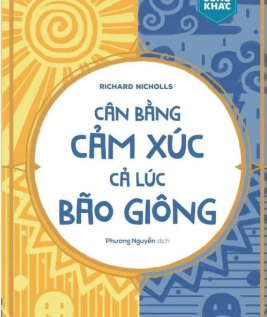 KHÁC
RICHARD NICHOLLS
CÂN BẰNG
CẢM XÚC
CẢ LÚC
BÃO GIÔNG
Phương Nguyễn dịch